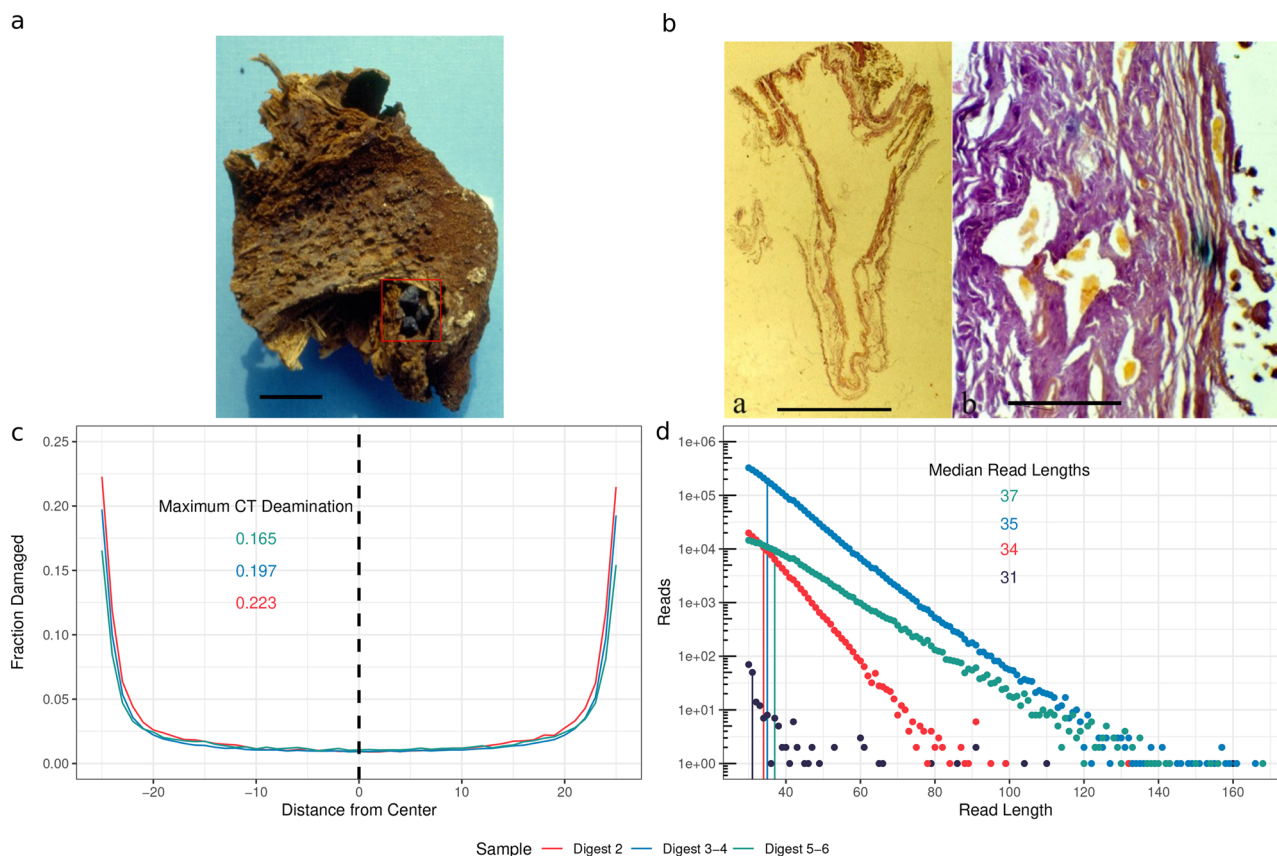 a
b
a
b
c
0.25
0.20
0.15
0.10
0.05
0.00
Fraction Damaged
Maximum CT Deamination
0.165
0.197
0.223
−20
−10
0
10
20
Distance from Center
d
1e+06
1e+05
1e+04
1e+03
1e+02
1e+01
1e+00
Reads
Median Read Lengths
37
35
34
31
40
60
80
100
120
140
160
Read Length
Sample Digest 2 Digest 3−4 Digest 5−6